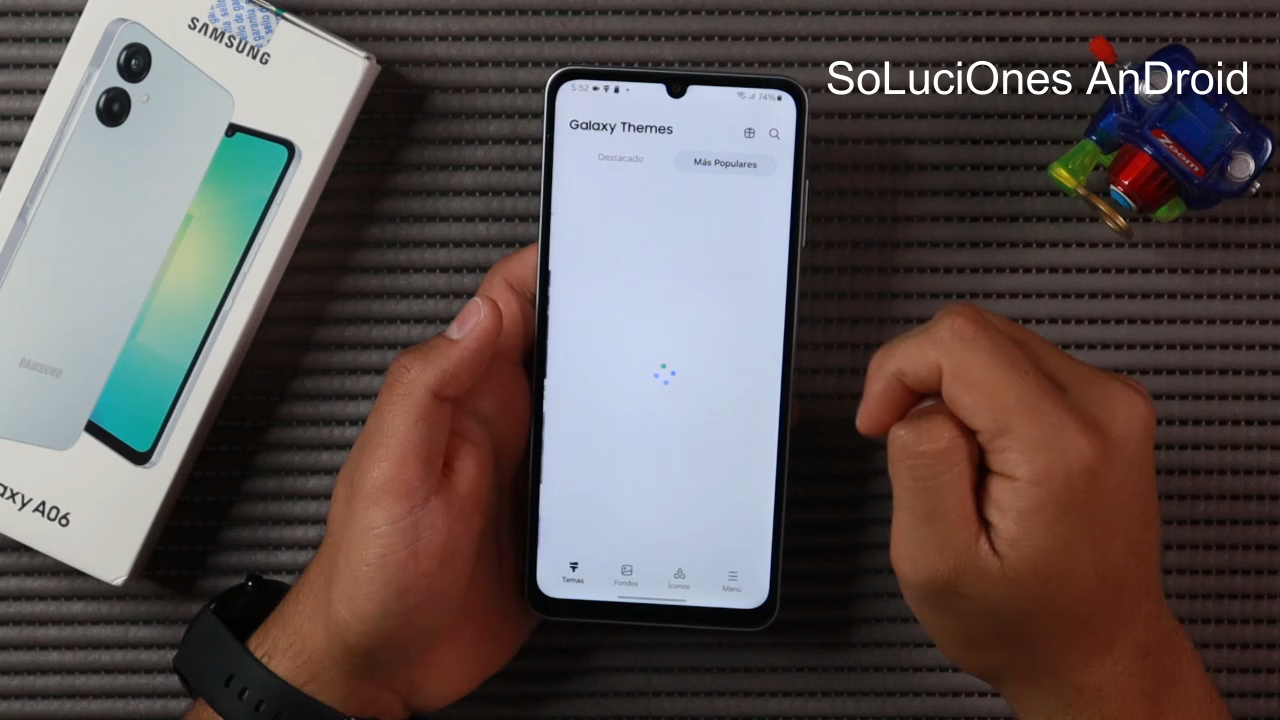 SAMSUNG
SoLuciOnes AnDroid
5:52
74%
Galaxy Themes
Destacado
Más Populares
Zoom
SAMSUNG
axy A06
Temas
Fondos
Íconos
Menú